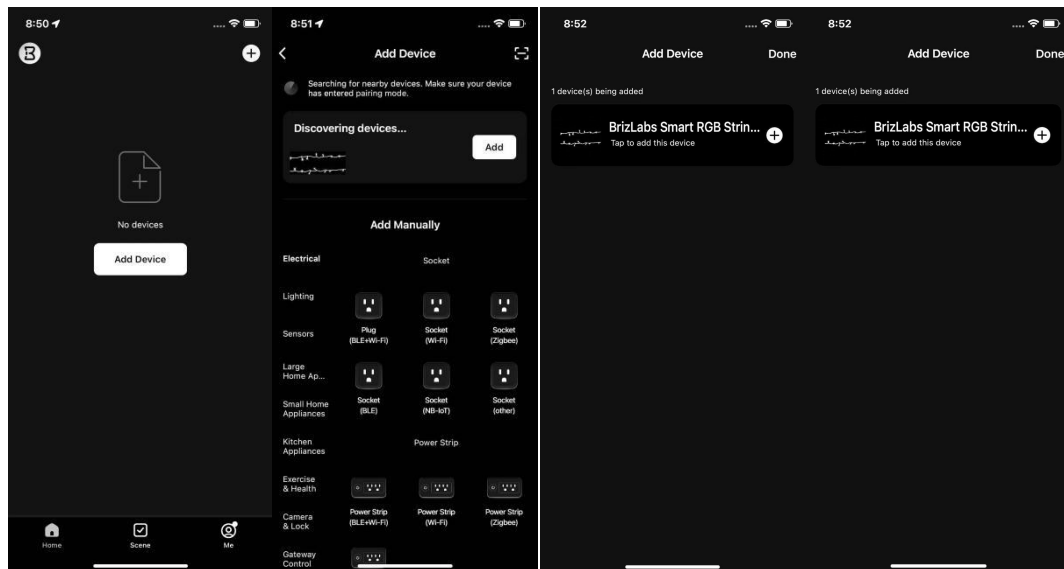 8:50
No devices
Add Device
Home
Scene
Me
8:51
Add Device
Searching for nearby devices. Make sure your device
has entered pairing mode.
Discovering devices...
Add
Add Manually
Electrical
Socket
Lighting
Sensors
Plug
(BLE+Wi-Fi)
Socket
(Wi-Fi)
Socket
(Zigbee)
Large
Home Ap...
Small Home
Appliances
Socket
(BLE)
Socket
(NB-IoT)
Socket
(other)
Kitchen
Appliances
Power Strip
Exercise
& Health
Camera
& Lock
Power Strip
(BLE+Wi-Fi)
Power Strip
(Wi-Fi)
Power Strip
(Zigbee)
Gateway
Control
8:52
Add Device
Done
1 device(s) being added
BrizLabs Smart RGB Strin...
Tap to add this device
8:52
Add Device
Done
1 device(s) being added
BrizLabs Smart RGB Strin...
Tap to add this device